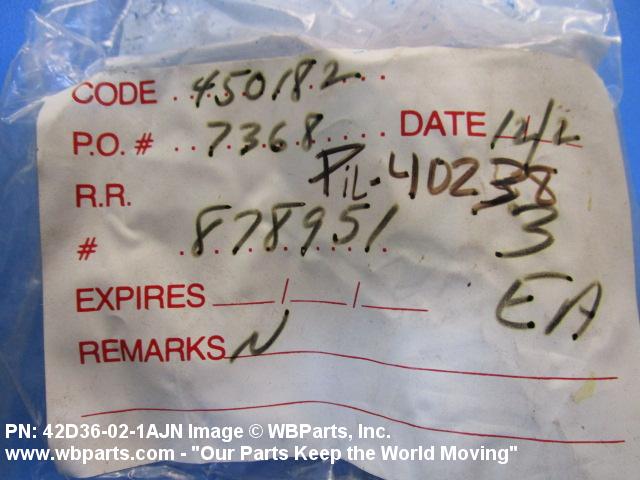 CODE 450182
P.O. # 7368 DATE 12/2
R.R. PiL-40238
# 878951 3
EXPIRES / / EA
REMARKS N
PN: 42D36-02-1AJN Image © WBParts, Inc.
www.wbparts.com - "Our Parts Keep the World Moving"